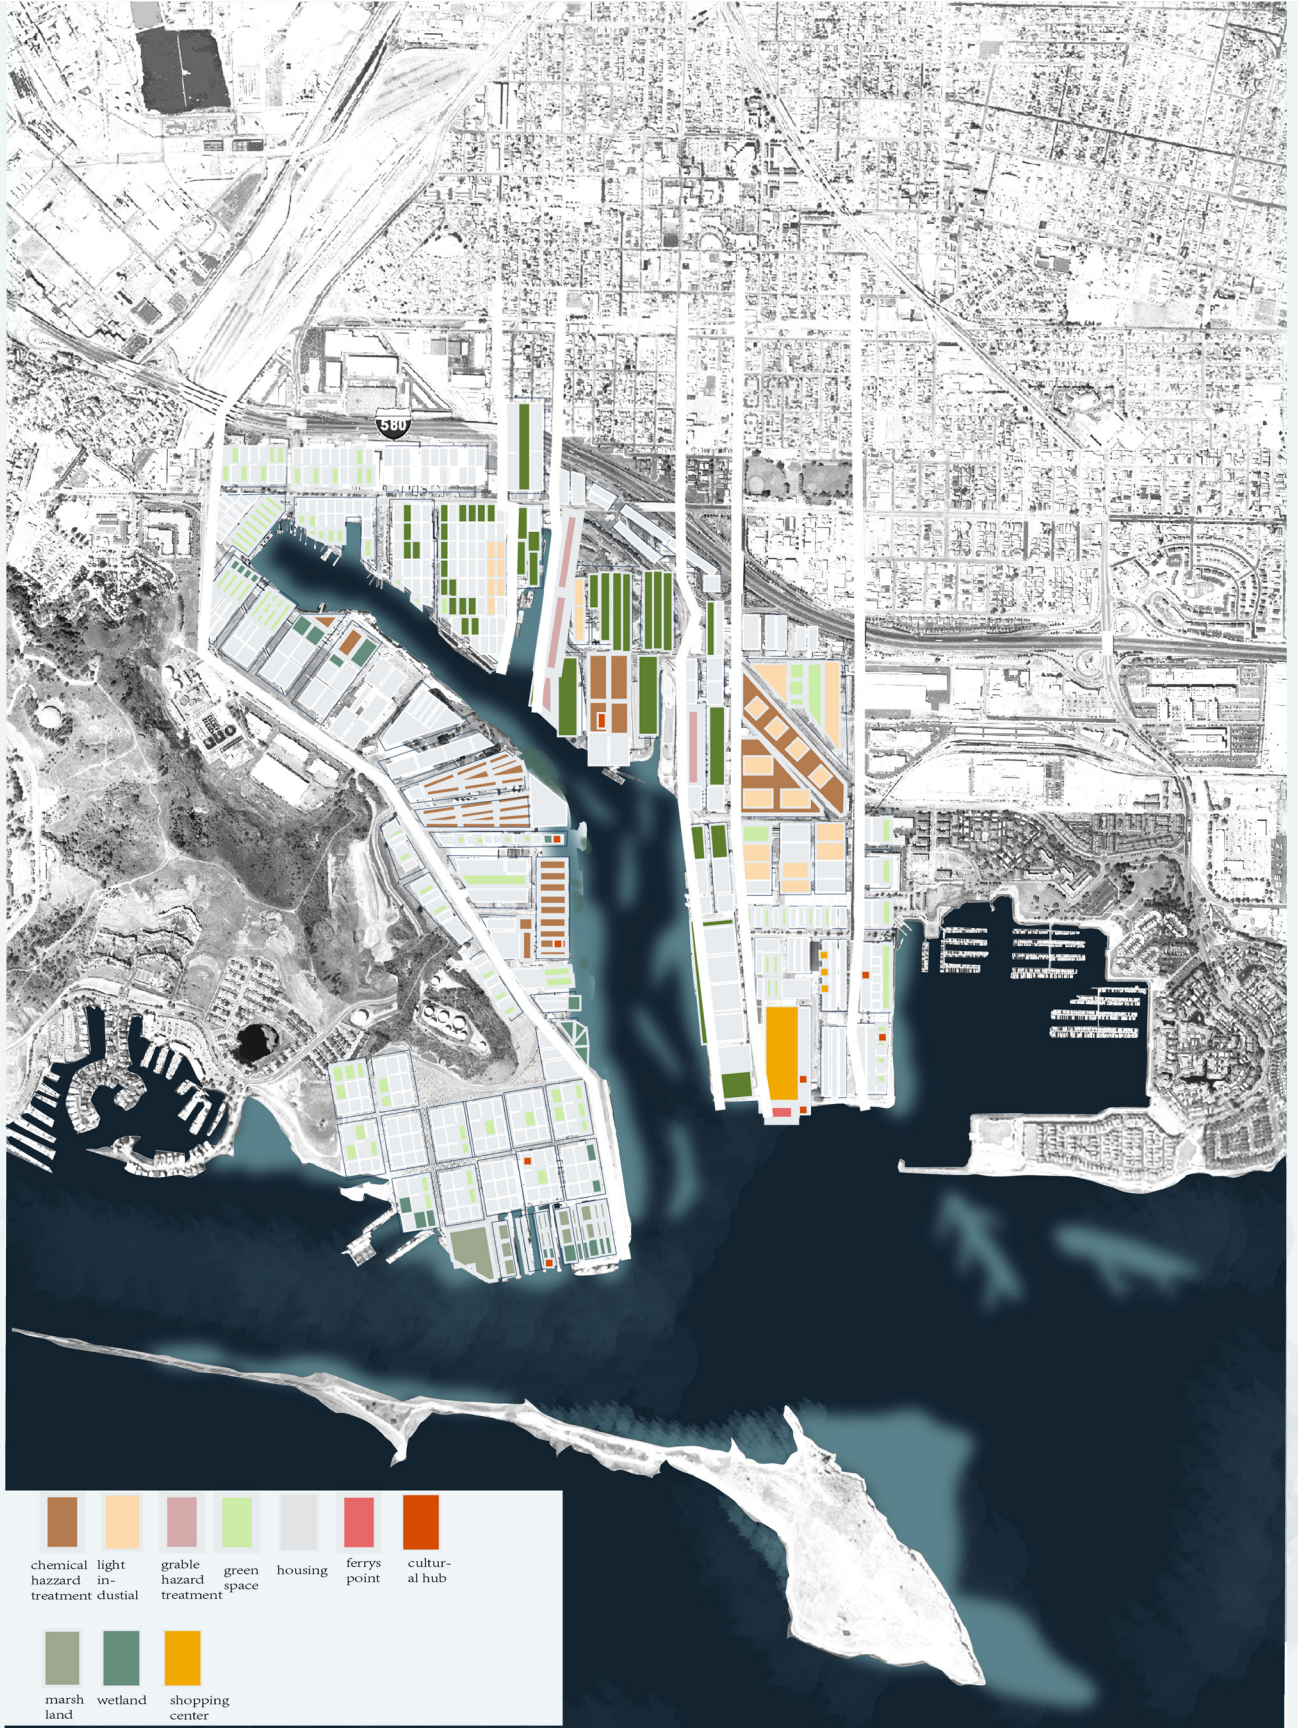 580
chemical
hazzard
treatment
light
in-
dustial
grable
hazard
treatment
green
space
housing
ferrys
point
cultur-
al hub
marsh
land
wetland
shopping
center